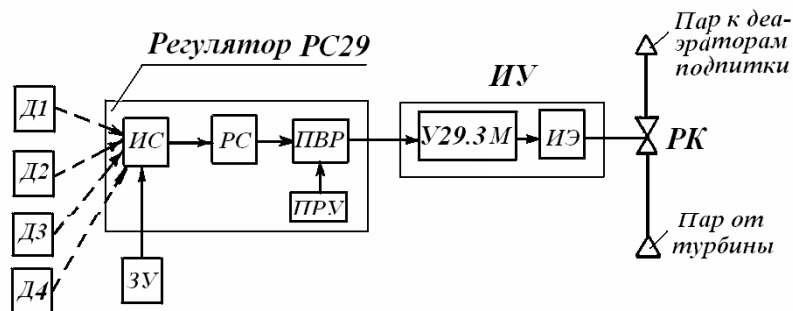 Регулятор РС29
ИУ
Пар к деа-
эраторам
подпитки
Д1
Д2
Д3
Д4
ИС
РС
ПВР
ПРУ
ЗУ
У29.3М
ИЭ
РК
Пар от
турбины